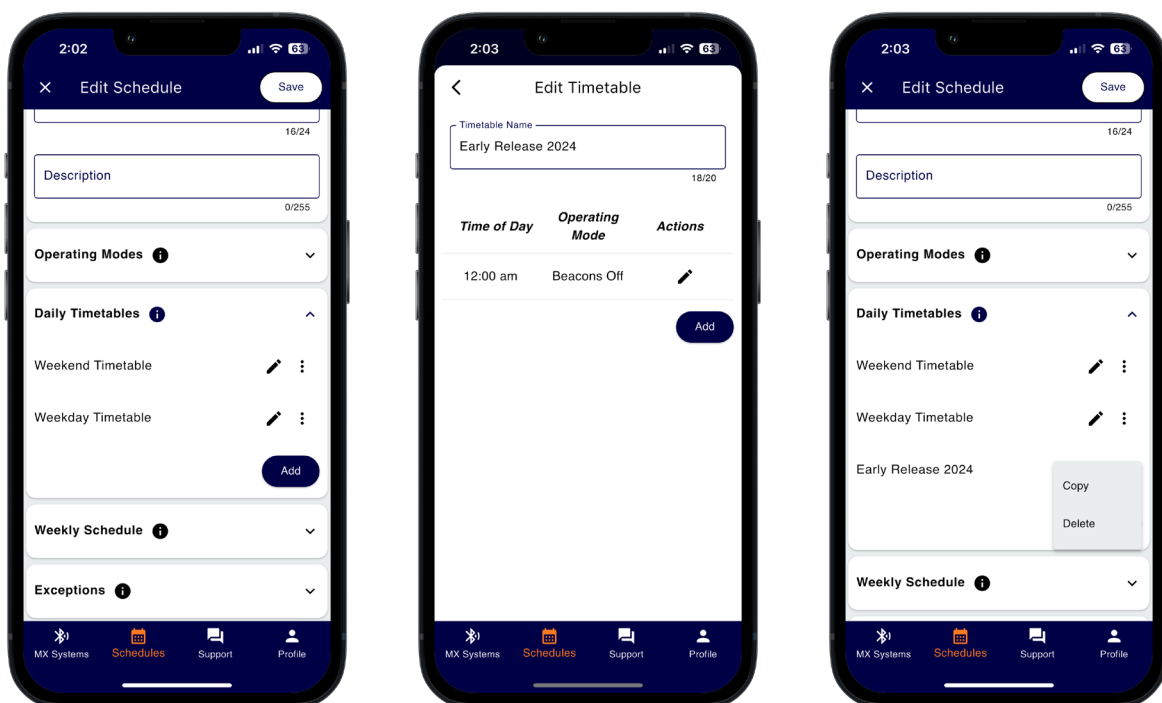 2:02
63
Edit Schedule
Save
16/24
Description
0/255
Operating Modes
Daily Timetables
Weekend Timetable
Weekday Timetable
Add
Weekly Schedule
Exceptions
MX Systems
Schedules
Support
Profile
2:03
63
Edit Timetable
Timetable Name
Early Release 2024
18/20
Time of Day
Operating
Mode
Actions
12:00 am
Beacons Off
Add
MX Systems
Schedules
Support
Profile
2:03
63
Edit Schedule
Save
16/24
Description
0/255
Operating Modes
Daily Timetables
Weekend Timetable
Weekday Timetable
Early Release 2024
Copy
Delete
Weekly Schedule
MX Systems
Schedules
Support
Profile